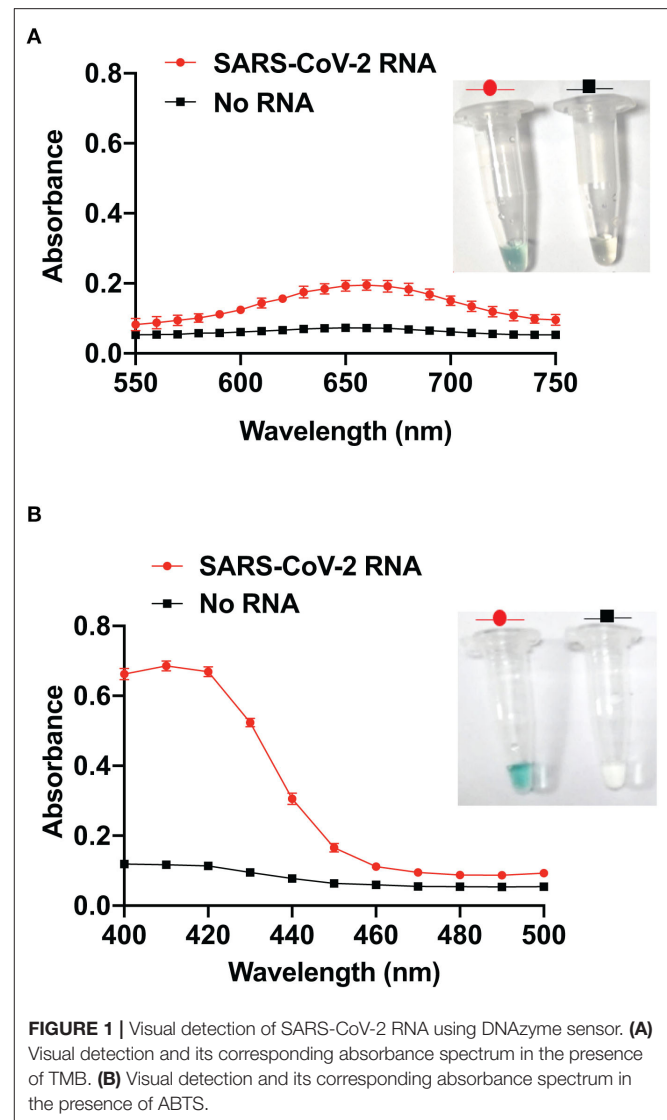 A
SARS-CoV-2 RNA
No RNA
0.8
0.6
0.4
0.2
0.0
Absorbance
550 600 650 700 750
Wavelength (nm)
B
SARS-CoV-2 RNA
No RNA
0.8
0.6
0.4
0.2
0.0
Absorbance
400 420 440 460 480 500
Wavelength (nm)
FIGURE 1 | Visual detection of SARS-CoV-2 RNA using DNAzyme sensor. (A)
Visual detection and its corresponding absorbance spectrum in the presence
of TMB. (B) Visual detection and its corresponding absorbance spectrum in
the presence of ABTS.